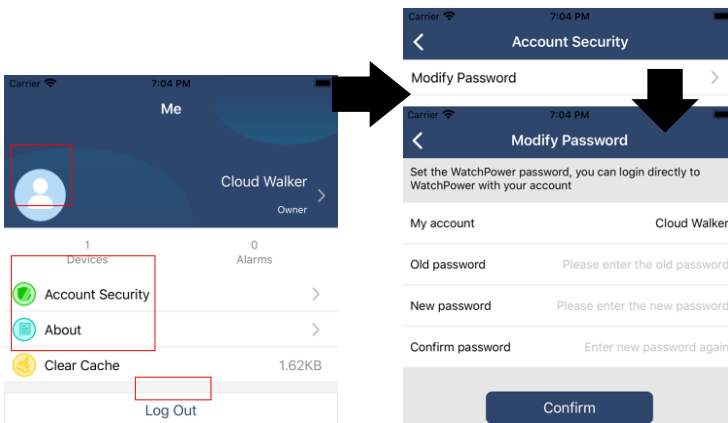 Carrier 7:04 PM
Me
Cloud Walker
Owner
1 0
Devices Alarms
Account Security
About
Clear Cache 1.62KB
Log Out
Carrier 7:04 PM
Account Security
Modify Password
Carrier 7:04 PM
Modify Password
Set the WatchPower password, you can login directly to
WatchPower with your account
My account Cloud Walker
Old password Please enter the old password
New password Please enter the new password
Confirm password Enter new password again
Confirm